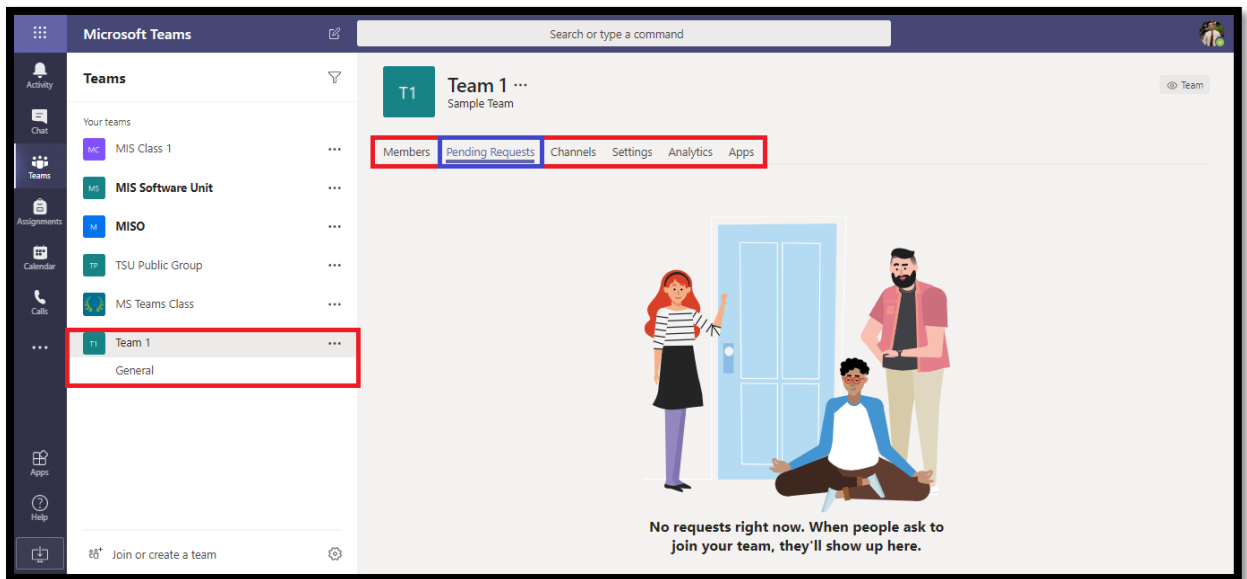 Microsoft Teams
Search or type a command
Activity
Chat
Teams
Assignments
Calendar
Calls
Apps
Help
Teams
Your teams
MC MIS Class 1
MS MIS Software Unit
M MISO
TP TSU Public Group
MS Teams Class
T1 Team 1
General
Join or create a team
T1
Team 1
Sample Team
Team
Members Pending Requests Channels Settings Analytics Apps
No requests right now. When people ask to
join your team, they'll show up here.